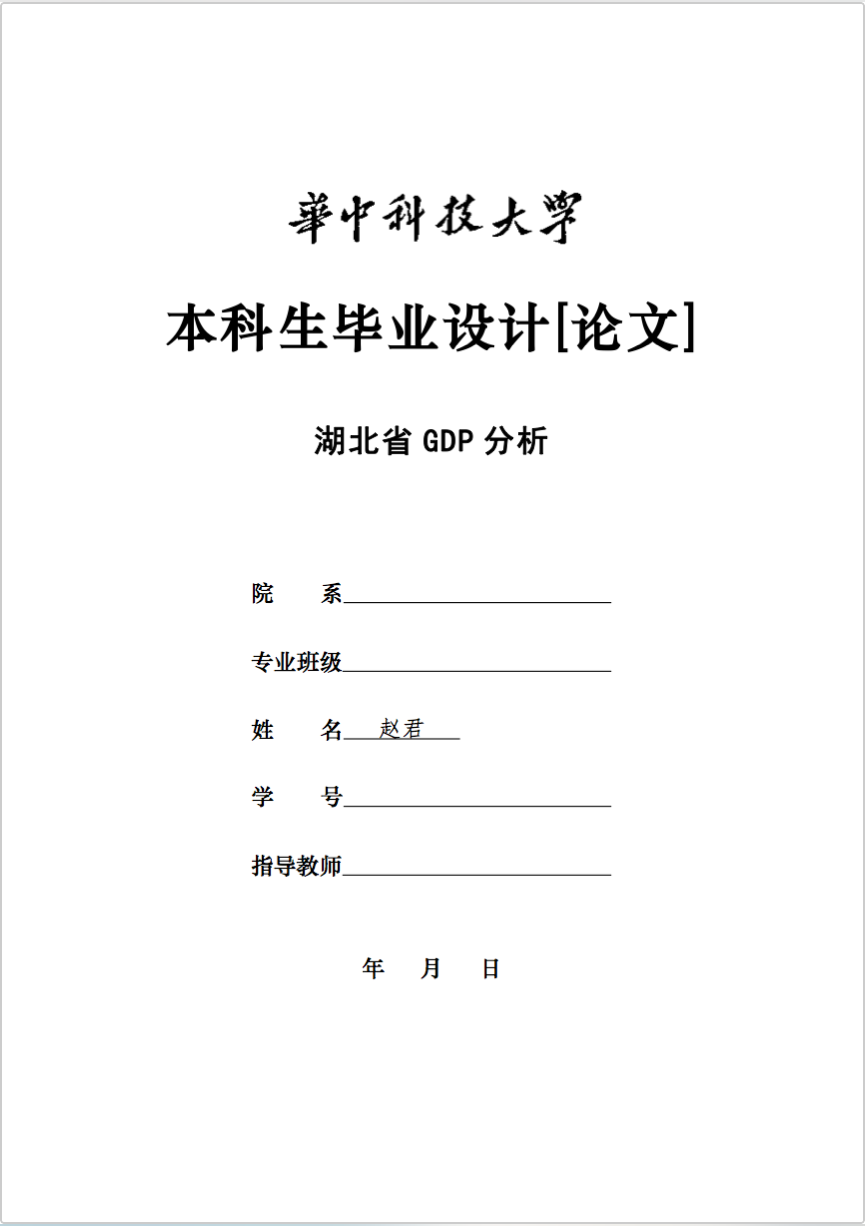 華中科技大學
本科生毕业设计[论文]
湖北省 GDP 分析
院 系
专业班级
姓 名 赵君
学 号
指导教师
年 月 日